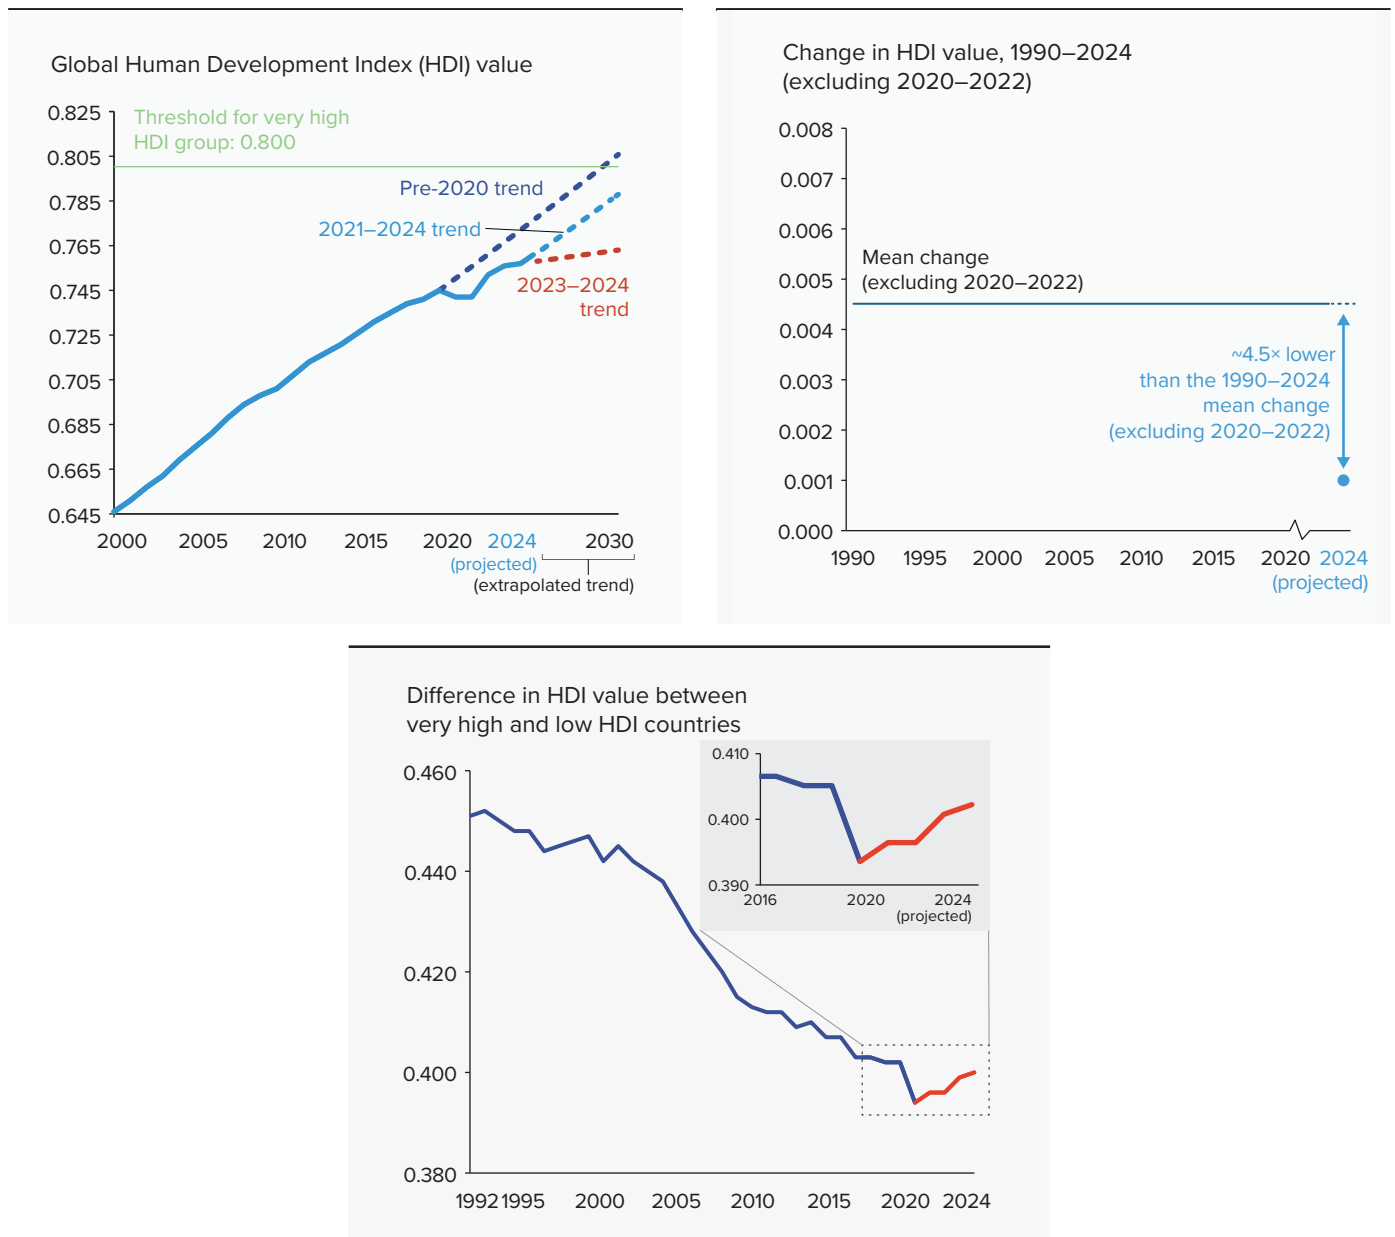 Global Human Development Index (HDI) value
0.825
0.805
0.785
0.765
0.745
0.725
0.705
0.685
0.665
0.645
Threshold for very high
HDI group: 0.800
Pre-2020 trend
2021–2024 trend
2023–2024
trend
2000 2005 2010 2015 2020 2024 2030
(projected)
(extrapolated trend)
Change in HDI value, 1990–2024
(excluding 2020–2022)
0.008
0.007
0.006
0.005
0.004
0.003
0.002
0.001
0.000
Mean change
(excluding 2020–2022)
~4.5× lower
than the 1990–2024
mean change
(excluding 2020–2022)
1990 1995 2000 2005 2010 2015 2020 2024
(projected)
Difference in HDI value between
very high and low HDI countries
0.460
0.440
0.420
0.400
0.380
0.410
0.400
0.390
2016 2020 2024
(projected)
1992 1995 2000 2005 2010 2015 2020 2024